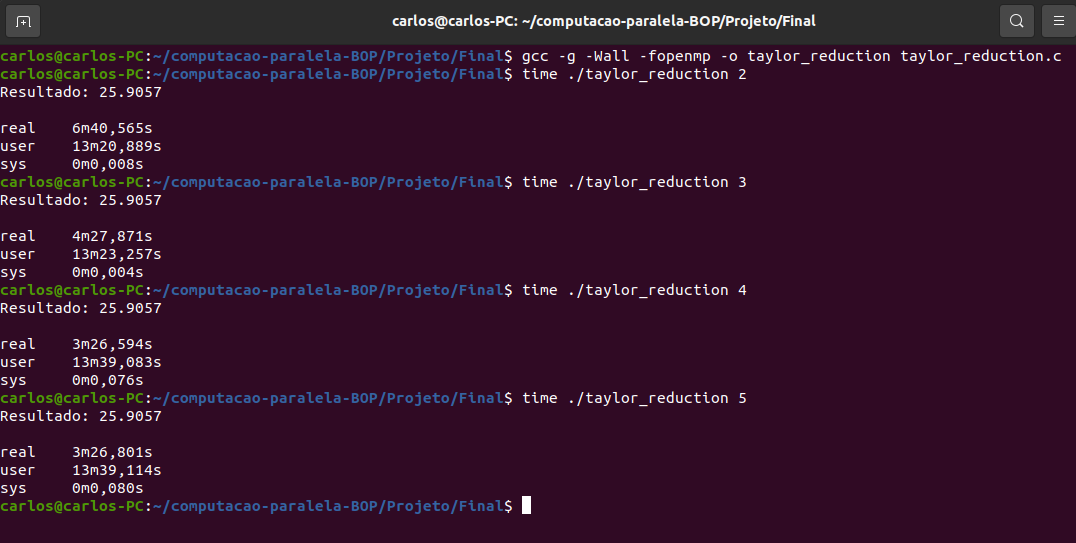 carlos@carlos-PC: ~/computacao-paralela-BOP/Projeto/Final
carlos@carlos-PC:~/computacao-paralela-BOP/Projeto/Final$ gcc -g -Wall -fopenmp -o taylor_reduction taylor_reduction.c
carlos@carlos-PC:~/computacao-paralela-BOP/Projeto/Final$ time ./taylor_reduction 2
Resultado: 25.9057
real 6m40,565s
user 13m20,889s
sys 0m0,008s
carlos@carlos-PC:~/computacao-paralela-BOP/Projeto/Final$ time ./taylor_reduction 3
Resultado: 25.9057
real 4m27,871s
user 13m23,257s
sys 0m0,004s
carlos@carlos-PC:~/computacao-paralela-BOP/Projeto/Final$ time ./taylor_reduction 4
Resultado: 25.9057
real 3m26,594s
user 13m39,083s
sys 0m0,076s
carlos@carlos-PC:~/computacao-paralela-BOP/Projeto/Final$ time ./taylor_reduction 5
Resultado: 25.9057
real 3m26,801s
user 13m39,114s
sys 0m0,080s
carlos@carlos-PC:~/computacao-paralela-BOP/Projeto/Final$